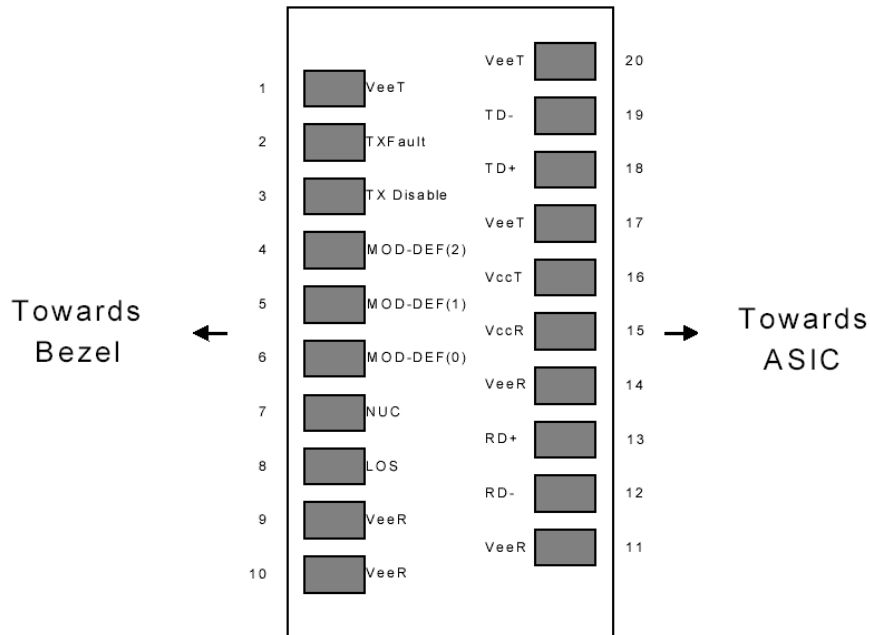 1 VeeT
2 TXFault
3 TX Disable
4 MOD-DEF(2)
5 MOD-DEF(1)
6 MOD-DEF(0)
7 NUC
8 LOS
9 VeeR
10 VeeR
VeeT 20
TD- 19
TD+ 18
VeeT 17
VccT 16
VccR 15
VeeR 14
RD+ 13
RD- 12
VeeR 11
Towards
Bezel
Towards
ASIC